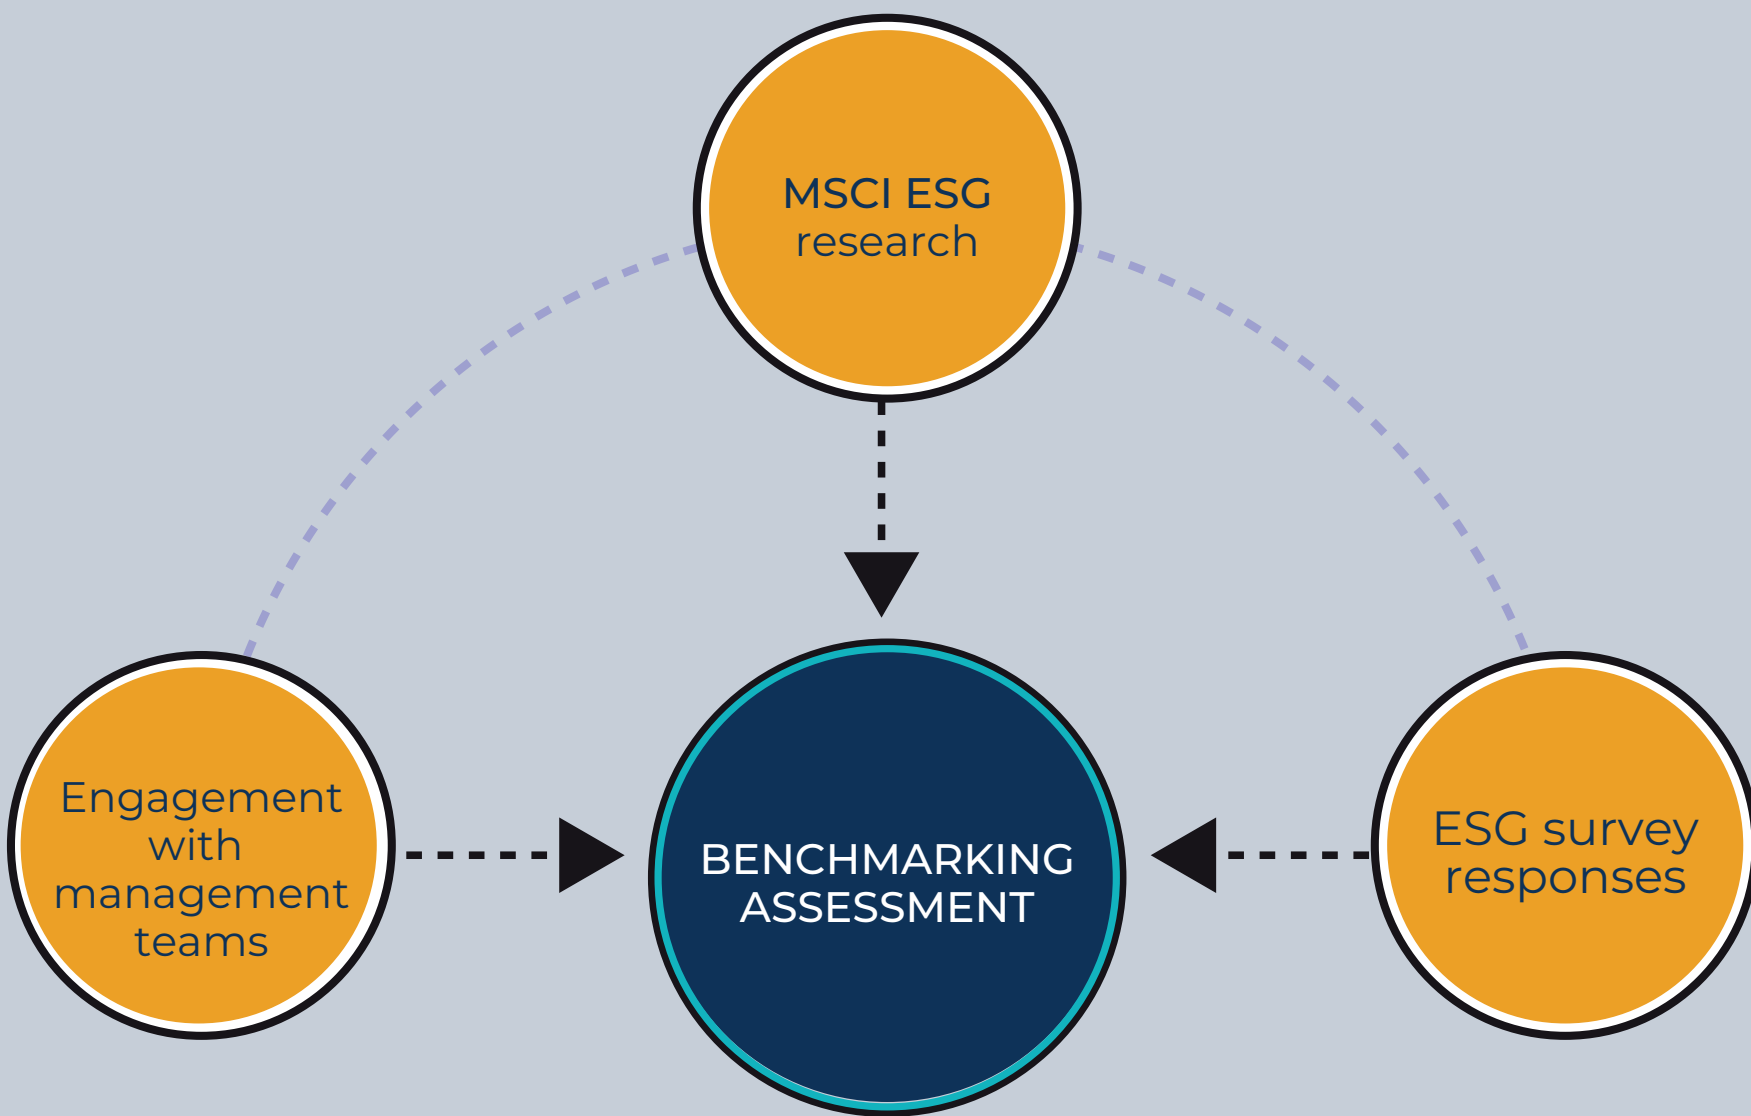 MSCI ESG
research
Engagement
with
management
teams
BENCHMARKING
ASSESSMENT
ESG survey
responses